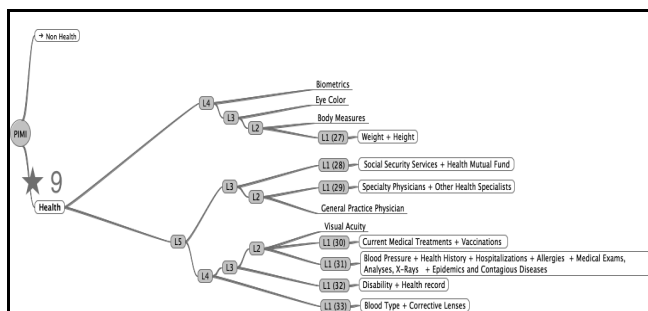 → Non Health
PIMI
9
Health
L4
Biometrics
L3
Eye Color
L2
Body Measures
L1 (27) Weight + Height
L5
L3
L1 (28) Social Security Services + Health Mutual Fund
L2
L1 (29) Specialty Physicians + Other Health Specialists
General Practice Physician
L4
L3
L2
Visual Acuity
L1 (30) Current Medical Treatments + Vaccinations
L1 (31) Blood Pressure + Health History + Hospitalizations + Allergies + Medical Exams,
Analyses, X-Rays + Epidemics and Contagious Diseases
L1 (32) Disability + Health record
L1 (33) Blood Type + Corrective Lenses